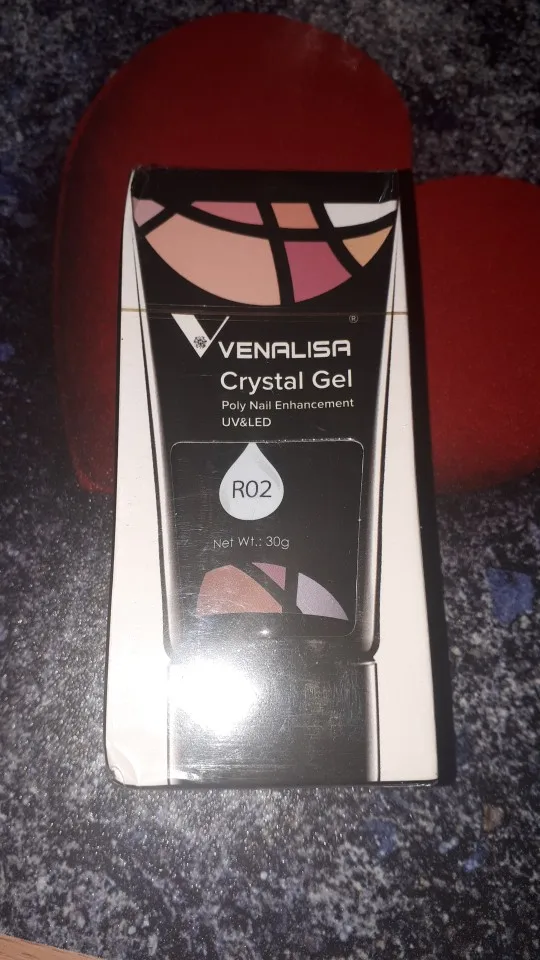 VENALISA ®
Crystal Gel
Poly Nail Enhancement
UV&LED
R02
Net Wt.: 30g